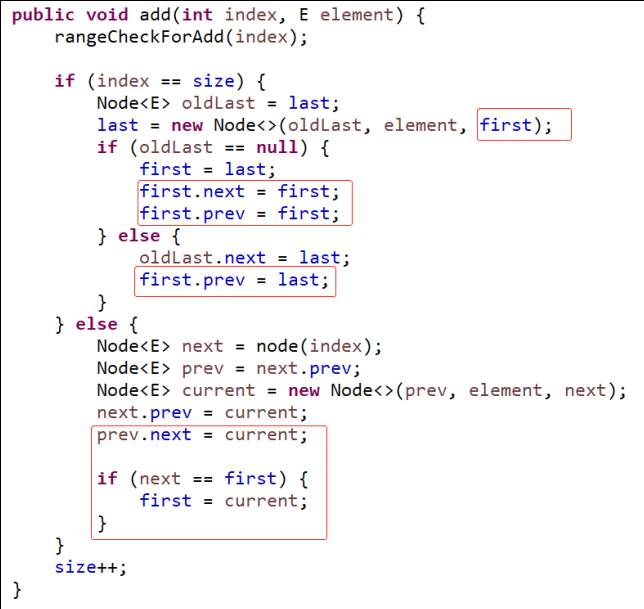 public void add(int index, E element) {
    rangeCheckForAdd(index);
    if (index == size) {
        Node<E> oldLast = last;
        last = new Node<>(oldLast, element, first);
        if (oldLast == null) {
            first = last;
            first.next = first;
            first.prev = first;
        } else {
            oldLast.next = last;
            first.prev = last;
        }
    } else {
        Node<E> next = node(index);
        Node<E> prev = next.prev;
        Node<E> current = new Node<>(prev, element, next);
        next.prev = current;
        prev.next = current;
        if (next == first) {
            first = current;
        }
    }
    size++;
}